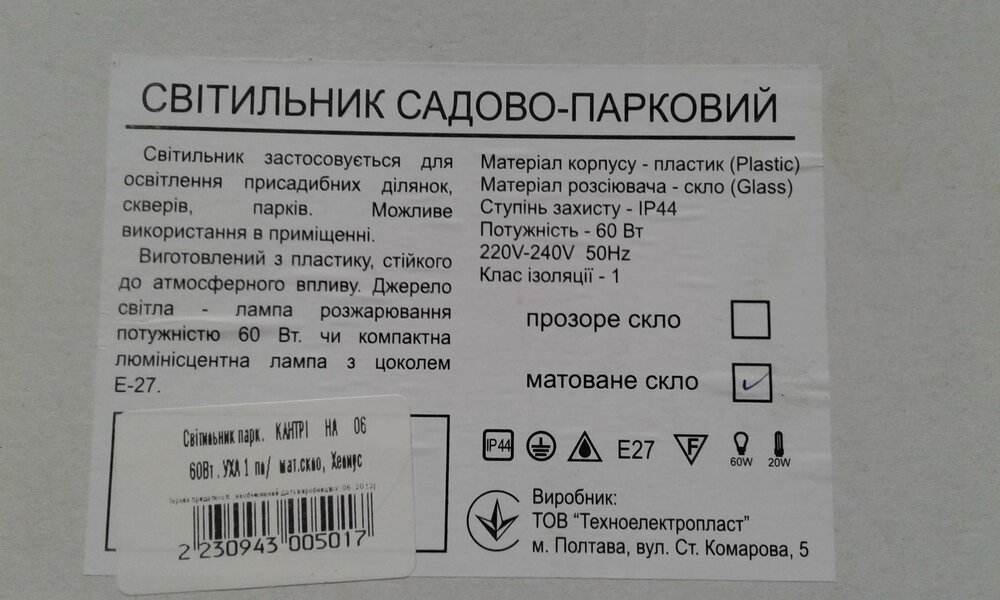 СВІТИЛЬНИК САДОВО-ПАРКОВИЙ
Світильник застосовується для
освітлення присадибних ділянок,
скверів, парків. Можливе
використання в приміщенні.
Виготовлений з пластику, стійкого
до атмосферного впливу. Джерело
світла - лампа розжарювання
потужністю 60 Вт. чи компактна
люмінісцентна лампа з цоколем
Е-27.
Матеріал корпусу - пластик (Plastic)
Матеріал розсіювача - скло (Glass)
Ступінь захисту - IP44
Потужність - 60 Вт
220V-240V 50Hz
Клас ізоляції - 1
прозоре скло
матоване скло
IP44
E27
F
60W
20W
Виробник:
ТОВ “Техноелектропласт”
м. Полтава, вул. Ст. Комарова, 5
Світильник парк. КАНТРІ НА 06
60Вт. УХЛ 1 по/ мат.скло,
Термін придатності: необмежений
2 230943 005017